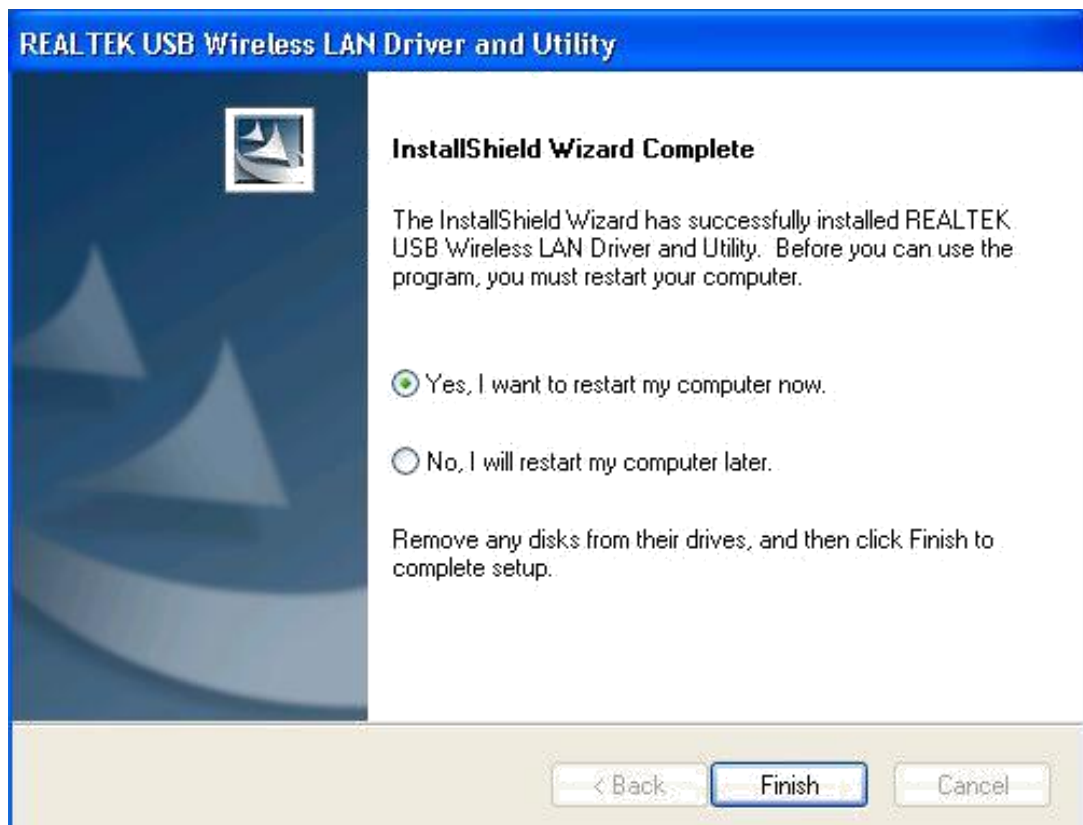 REALTEK USB Wireless LAN Driver and Utility
InstallShield Wizard Complete
The InstallShield Wizard has successfully installed REALTEK
USB Wireless LAN Driver and Utility.  Before you can use the
program, you must restart your computer.
Yes, I want to restart my computer now.
No, I will restart my computer later.
Remove any disks from their drives, and then click Finish to
complete setup.
< Back Finish Cancel